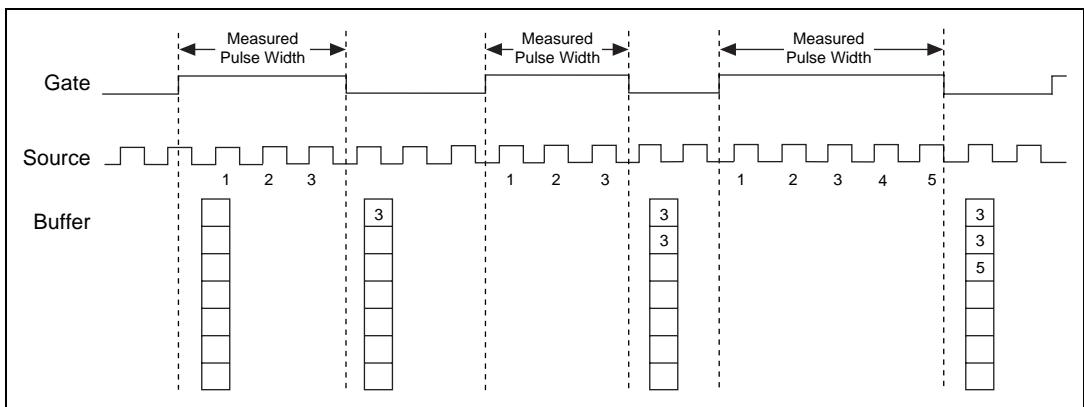 Measured
Pulse Width
Measured
Pulse Width
Measured
Pulse Width
Gate
Source
1 2 3 1 2 3 1 2 3 4 5
Buffer
3 3 3
3 3
5